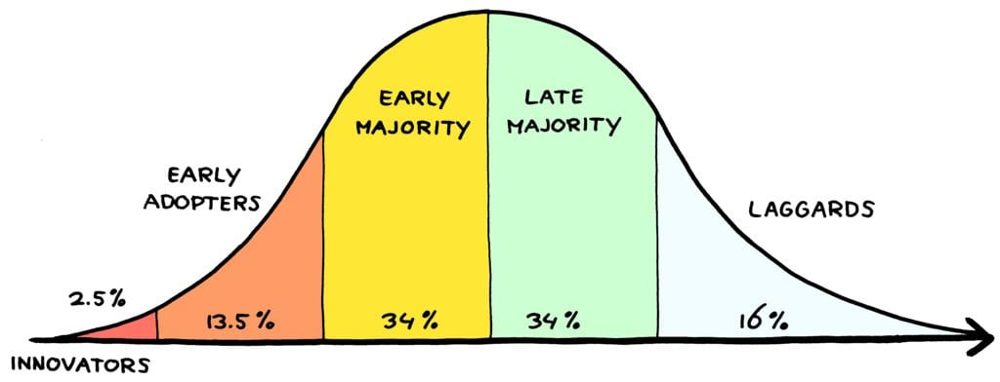 EARLY
MAJORITY
LATE
MAJORITY
EARLY
ADOPTERS
LAGGARDS
2.5%
13.5%
34%
34%
16%
INNOVATORS